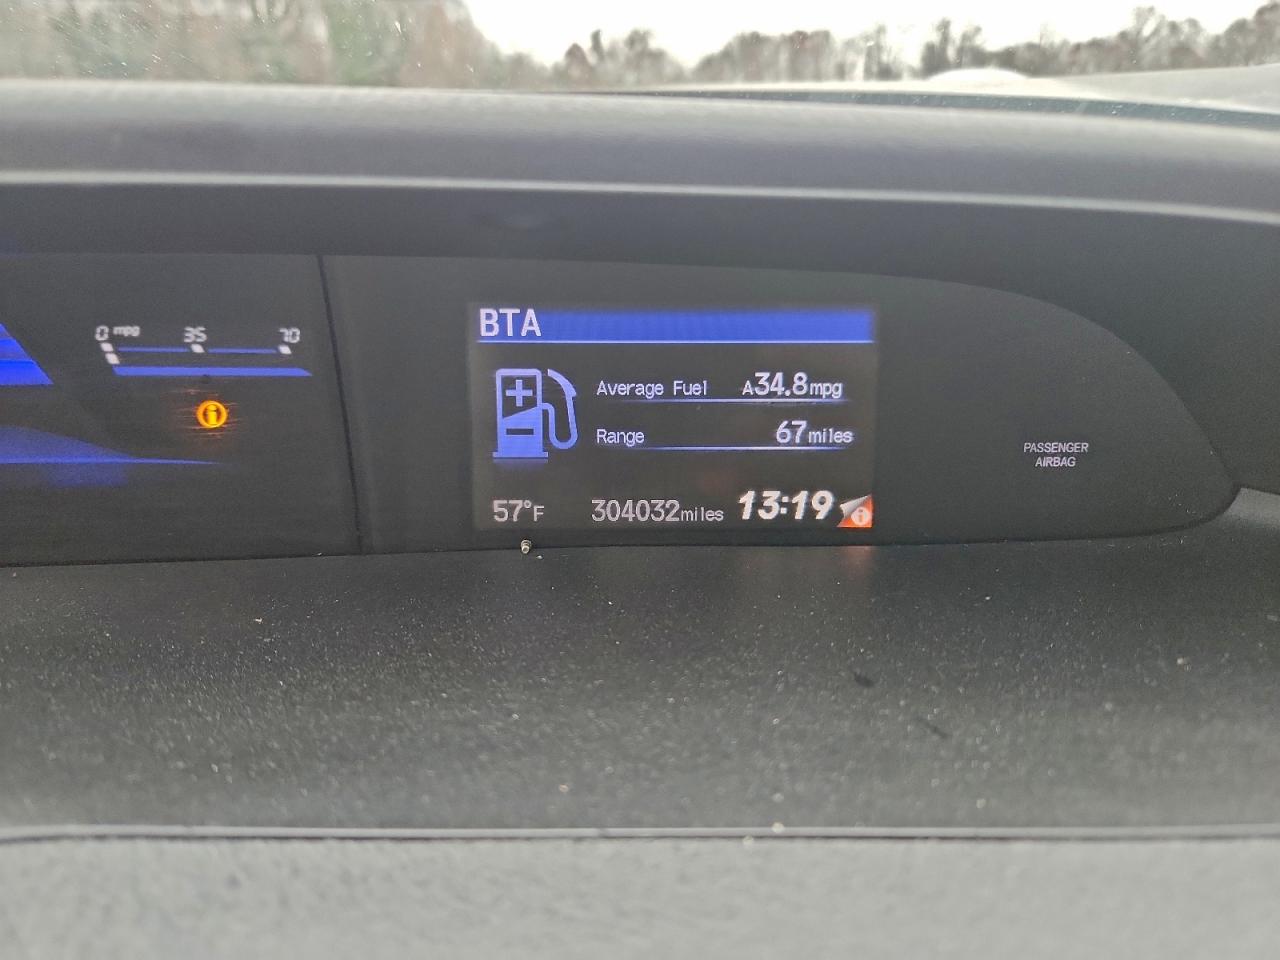 0 mpg 35 70
BTA
Average Fuel A34.8mpg
Range 67miles
57°F 304032miles 13:19
PASSENGER
AIRBAG